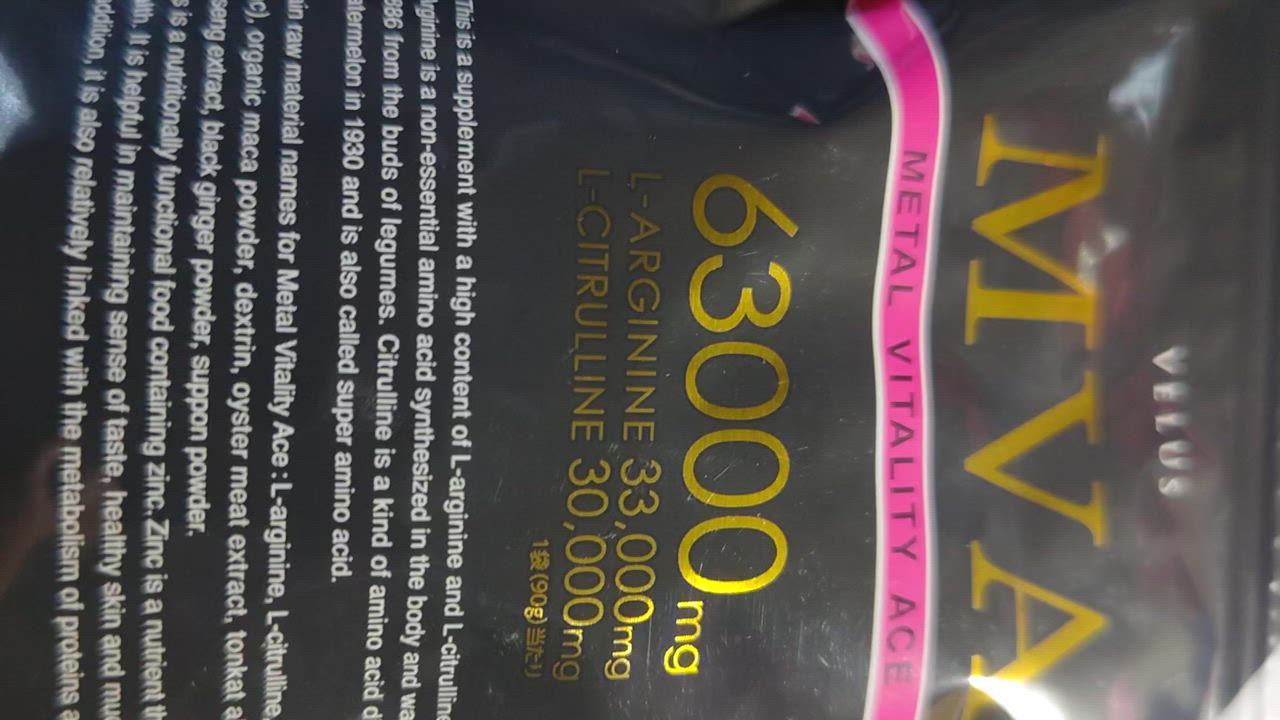 VELUS
MVA
METAL VITALITY ACE
63000mg
L-ARGININE 33,000mg
L-CITRULLINE 30,000mg
1袋(90g)当たり
This is a supplement with a high content of L-arginine and L-citrulline
arginine is a non-essential amino acid synthesized in the body and wa
886 from the buds of legumes. Citrulline is a kind of amino acid d
atermelon in 1930 and is also called super amino acid.
in raw material names for Metal Vitality Ace : L-arginine, L-citrulline,
c), organic maca powder, dextrin, oyster meat extract, tonkat a
seng extract, black ginger powder, suppon powder.
s is a nutritionally functional food containing zinc. Zinc is a nutrient th
lth, it is helpful in maintaining sense of taste, healthy skin and mu
ddition, it is also relatively linked with the metabolism of proteins a